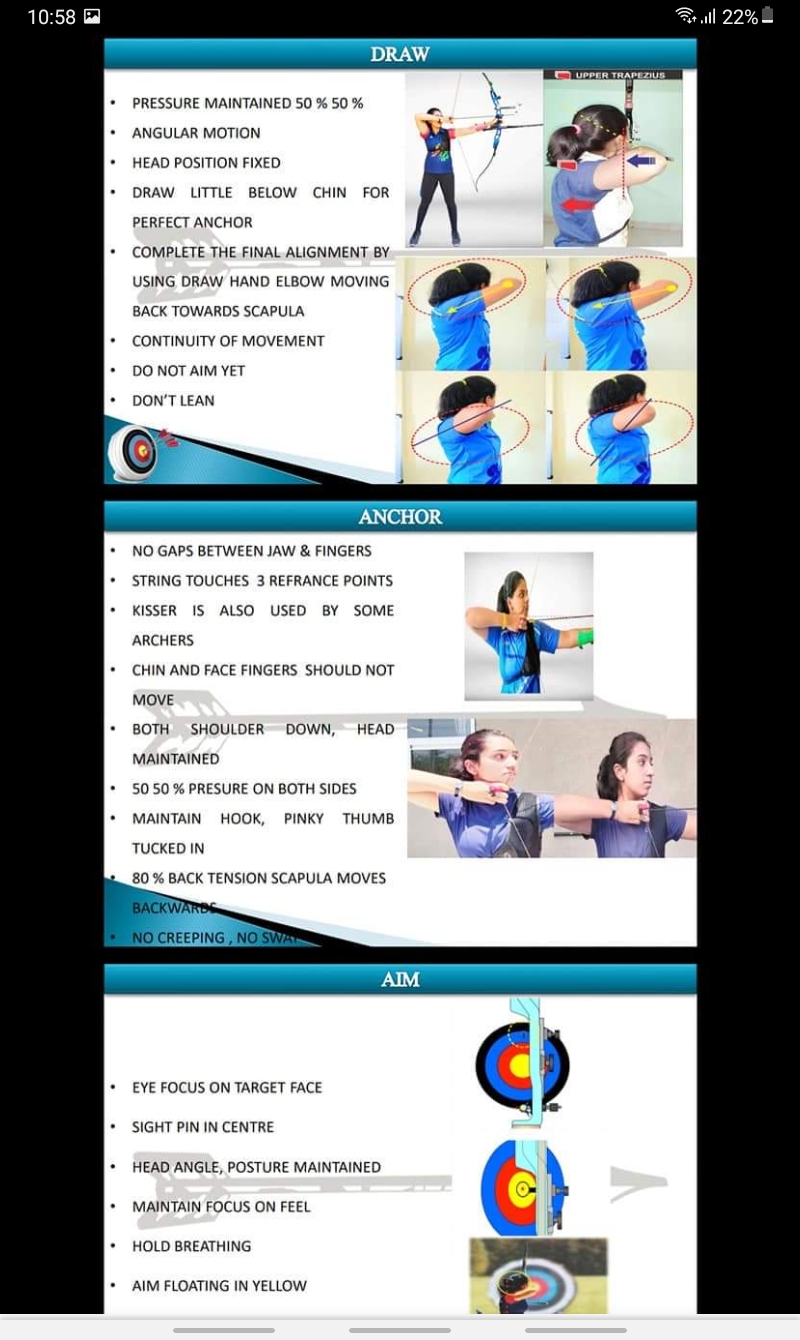 10:58
22%
DRAW
UPPER TRAPEZIUS
• PRESSURE MAINTAINED 50 % 50 %
• ANGULAR MOTION
• HEAD POSITION FIXED
• DRAW LITTLE BELOW CHIN FOR
PERFECT ANCHOR
• COMPLETE THE FINAL ALIGNMENT BY
USING DRAW HAND ELBOW MOVING
BACK TOWARDS SCAPULA
• CONTINUITY OF MOVEMENT
• DO NOT AIM YET
• DON'T LEAN
ANCHOR
• NO GAPS BETWEEN JAW & FINGERS
• STRING TOUCHES 3 REFRANCE POINTS
• KISSER IS ALSO USED BY SOME
ARCHERS
• CHIN AND FACE FINGERS SHOULD NOT
MOVE
• BOTH SHOULDER DOWN, HEAD
MAINTAINED
• 50 50 % PRESURE ON BOTH SIDES
• MAINTAIN HOOK, PINKY THUMB
TUCKED IN
• 80 % BACK TENSION SCAPULA MOVES
BACKWARDS
• NO CREEPING , NO SWAY
AIM
• EYE FOCUS ON TARGET FACE
• SIGHT PIN IN CENTRE
• HEAD ANGLE, POSTURE MAINTAINED
• MAINTAIN FOCUS ON FEEL
• HOLD BREATHING
• AIM FLOATING IN YELLOW